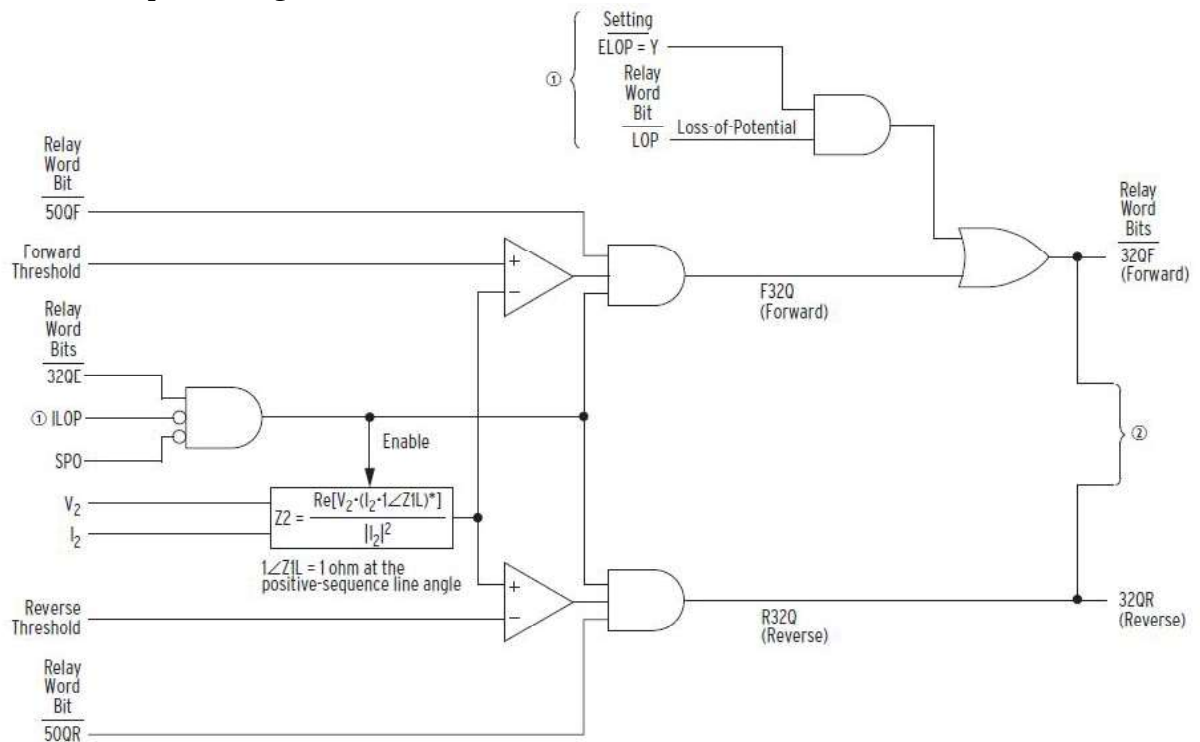 Setting
ELOP = Y
①
Relay
Word
Bit
LOP
Loss-of-Potential
Relay
Word
Bit
50QF
Forward
Threshold
+
−
F32Q
(Forward)
Relay
Word
Bits
32QF
(Forward)
Relay
Word
Bits
32QE
① ILOP
SPO
Enable
②
V2
I2
Z2 = Re[V2•(I2•1∠Z1L)*]
|I2|²
1∠Z1L = 1 ohm at the
positive-sequence line angle
+
−
Reverse
Threshold
R32Q
(Reverse)
32QR
(Reverse)
Relay
Word
Bit
50QR